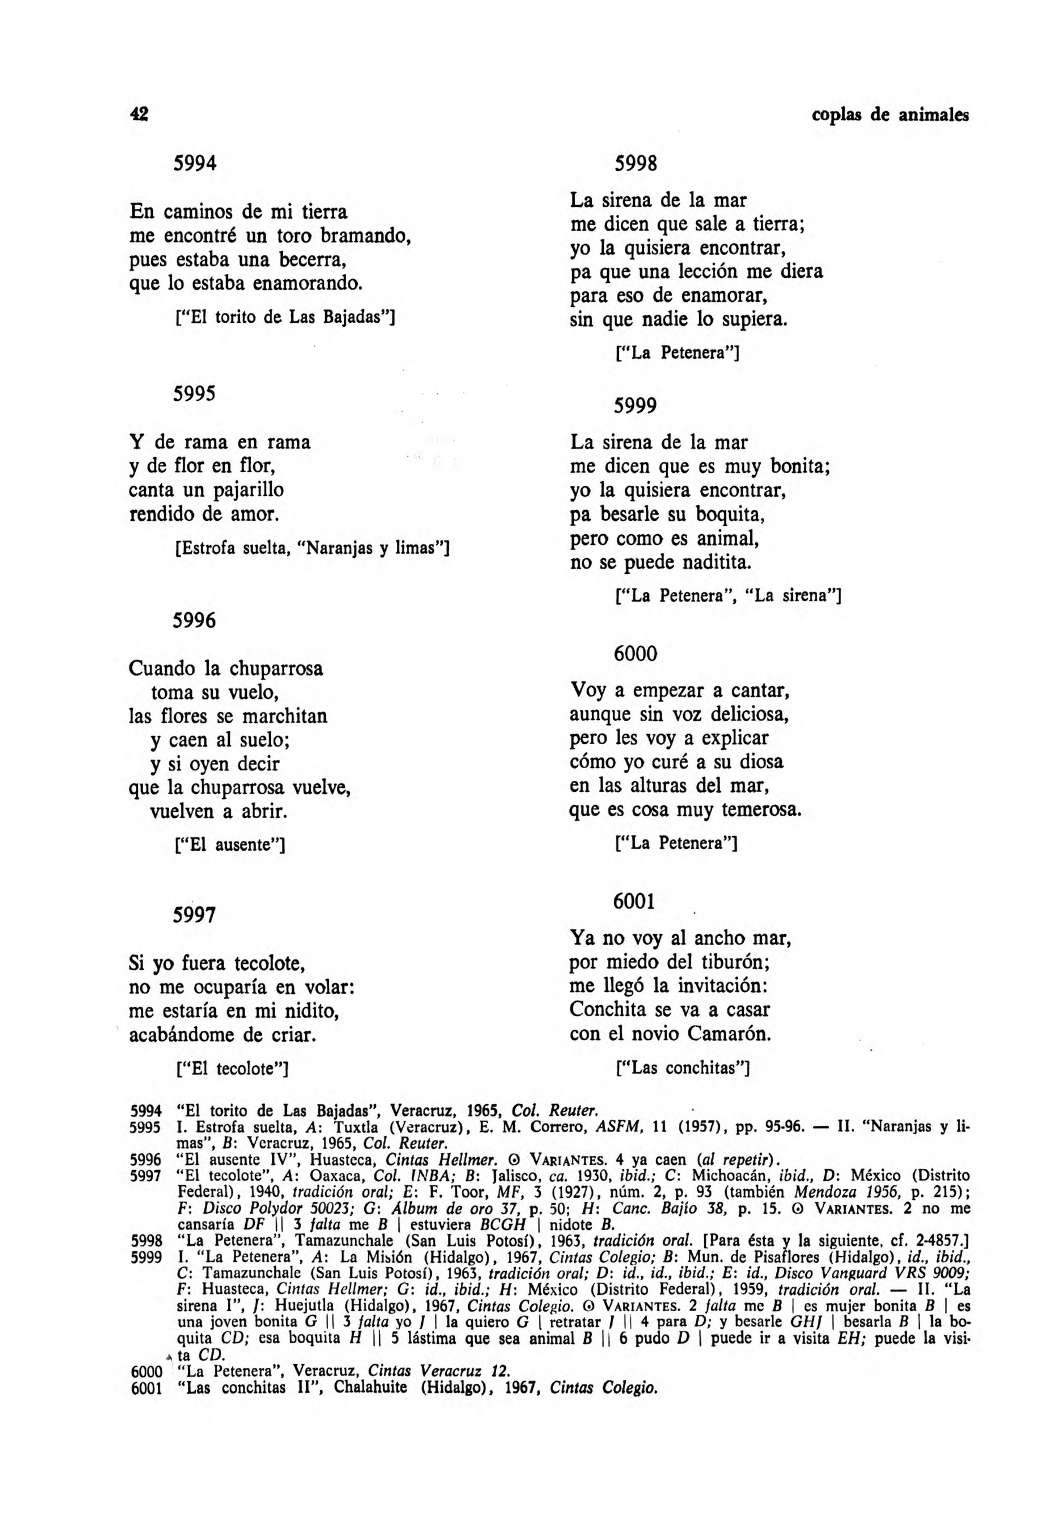 42
coplas de animales
5994
En caminos de mi tierra
me encontré un toro bramando,
pues estaba una becerra,
que lo estaba enamorando.
["El torito de Las Bajadas"]
5995
Y de rama en rama
y de flor en flor,
canta un pajarillo
rendido de amor.
[Estrofa suelta, "Naranjas y limas"]
5996
Cuando la chuparrosa
toma su vuelo,
las flores se marchitan
y caen al suelo;
y si oyen decir
que la chuparrosa vuelve,
vuelven a abrir.
["El ausente"]
5997
Si yo fuera tecolote,
no me ocuparía en volar:
me estaría en mi nidito,
acabándome de criar.
["El tecolote"]
5998
La sirena de la mar
me dicen que sale a tierra;
yo la quisiera encontrar,
pa que una lección me diera
para eso de enamorar,
sin que nadie lo supiera.
["La Petenera"]
5999
La sirena de la mar
me dicen que es muy bonita;
yo la quisiera encontrar,
pa besarle su boquita,
pero como es animal,
no se puede naditita.
["La Petenera", "La sirena"]
6000
Voy a empezar a cantar,
aunque sin voz deliciosa,
pero les voy a explicar
cómo yo curé a su diosa
en las alturas del mar,
que es cosa muy temerosa.
["La Petenera"]
6001
Ya no voy al ancho mar,
por miedo del tiburón;
me llegó la invitación:
Conchita se va a casar
con el novio Camarón.
["Las conchitas"]
5994 "El torito de Las Bajadas", Veracruz, 1965, Col. Reuter.
5995 I. Estrofa suelta, A: Tuxtla (Veracruz), E. M. Correro, ASFM, 11 (1957), pp. 95-96. — II. "Naranjas y li-
mas", B: Veracruz, 1965, Col. Reuter.
5996 "El ausente IV", Huasteca, Cintas Hellmer. ⊙ VARIANTES. 4 ya caen (al repetir).
5997 "El tecolote", A: Oaxaca, Col. INBA; B: Jalisco, ca. 1930, ibid.; C: Michoacán, ibid., D: México (Distrito
Federal), 1940, tradición oral; E: F. Toor, MF, 3 (1927), núm. 2, p. 93 (también Mendoza 1956, p. 215);
F: Disco Polydor 50023; G: Álbum de oro 37, p. 50; H: Canc. Bajío 38, p. 15. ⊙ VARIANTES. 2 no me
cansaría DF || 3 falta me B | estuviera BCGH | nidote B.
5998 "La Petenera", Tamazunchale (San Luis Potosí), 1963, tradición oral. [Para ésta y la siguiente, cf. 2-4857.]
5999 I. "La Petenera", A: La Misión (Hidalgo), 1967, Cintas Colegio; B: Mun. de Pisaflores (Hidalgo), id., ibid.,
C: Tamazunchale (San Luis Potosí), 1963, tradición oral; D: id., id., ibid.; E: id., Disco Vanguard VRS 9009;
F: Huasteca, Cintas Hellmer; G: id., ibid.; H: México (Distrito Federal), 1959, tradición oral. — II. "La
sirena I", J: Huejutla (Hidalgo), 1967, Cintas Colegio. ⊙ VARIANTES. 2 falta me B | es mujer bonita B | es
una joven bonita G || 3 falta yo J | la quiero G | retratar J || 4 para D; y besarle GHJ | besarla B | la bo-
quita CD; esa boquita H || 5 lástima que sea animal B || 6 pudo D | puede ir a visita EH; puede la visi-
ta CD.
6000 "La Petenera", Veracruz, Cintas Veracruz 12.
6001 "Las conchitas II", Chalahuite (Hidalgo), 1967, Cintas Colegio.